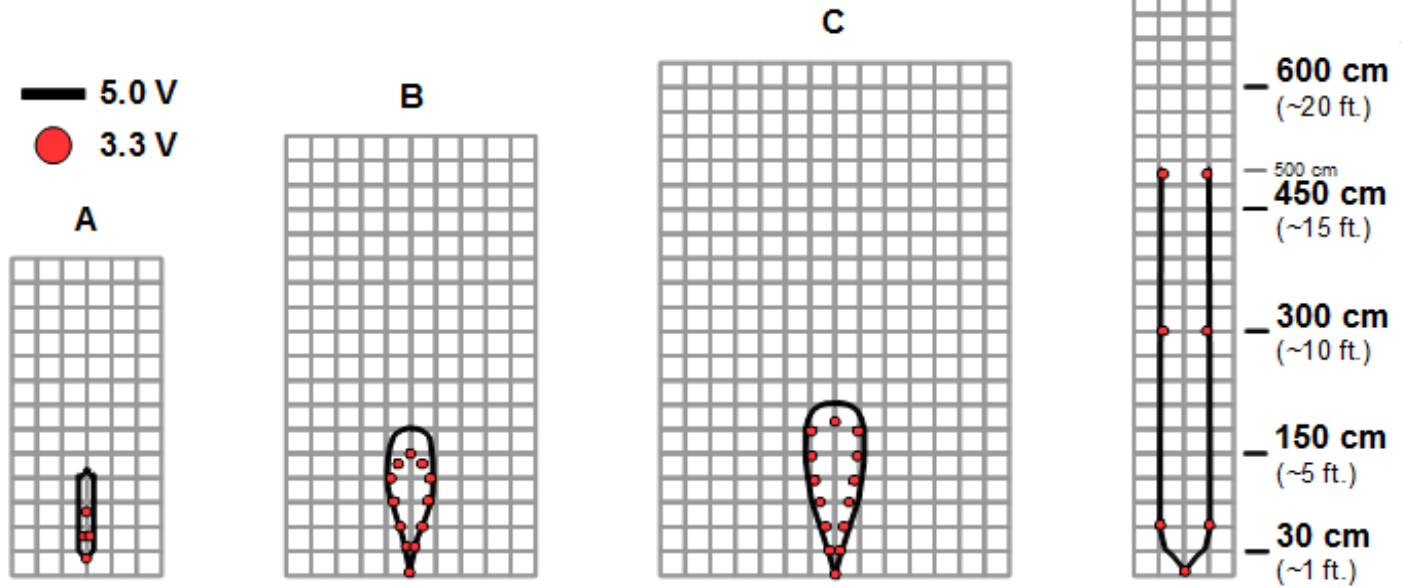 C
600 cm
(~20 ft.)
5.0 V
B
3.3 V
500 cm
450 cm
(~15 ft.)
A
300 cm
(~10 ft.)
150 cm
(~5 ft.)
30 cm
(~1 ft.)